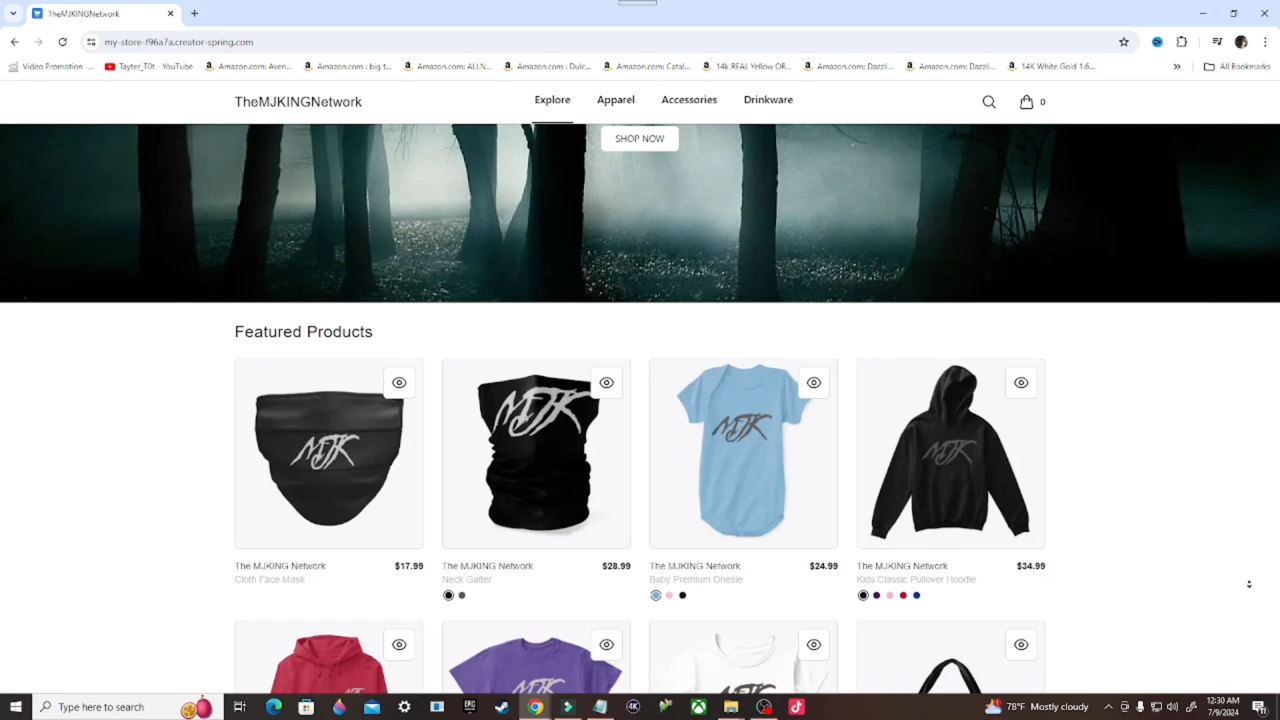 TheMJKINGNetwork
my-store-f96a7a.creator-spring.com
Video Promotion -...
Tayter_T0t - YouTube
Amazon.com: Aven...
Amazon.com : big t...
Amazon.com: ALLN...
Amazon.com : Dulc...
Amazon.com: Catal...
14k REAL Yellow OR...
Amazon.com: Dazzli...
Amazon.com: Dazzli...
14K White Gold 1.6...
»
All Bookmarks
TheMJKINGNetwork
Explore
Apparel
Accessories
Drinkware
0
SHOP NOW
Featured Products
MJK
MJK
MJK
MJK
The MJKING Network $17.99
Cloth Face Mask
The MJKING Network $28.99
Neck Gaiter
The MJKING Network $24.99
Baby Premium Onesie
The MJKING Network $34.99
Kids Classic Pullover Hoodie
Type here to search
EPIC
4K
78°F Mostly cloudy
12:30 AM
7/9/2024